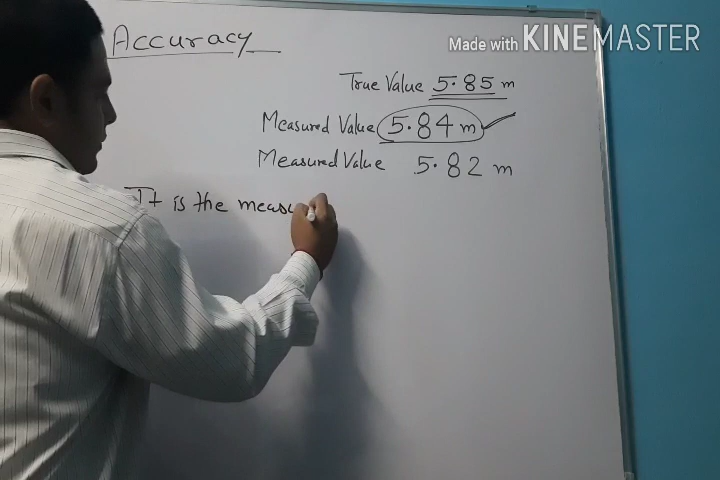 Accuracy
Made with KINEMASTER
True Value 5.85 m
Measured Value 5.84 m
Measured Value 5.82 m
It is the measu